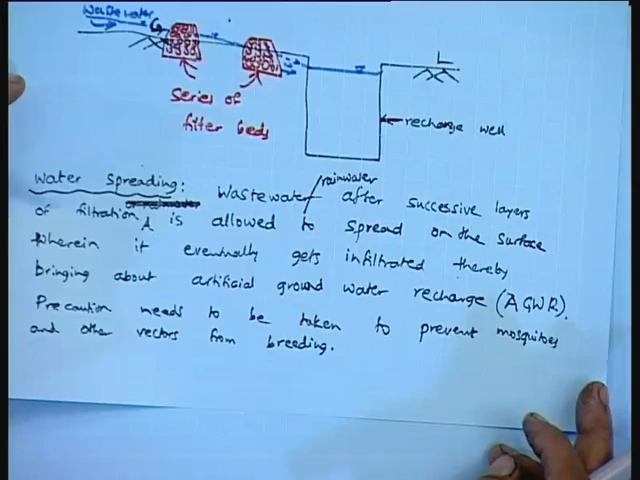 Wastewater
Series of
filter beds
recharge well
Water Spreading: Wastewater/rainwater after successive layers
of filtration is allowed to spread on the surface
wherein it eventually gets infiltrated thereby
bringing about artificial ground water recharge (AGWR).
Precaution needs to be taken to prevent mosquitoes
and other vectors from breeding.